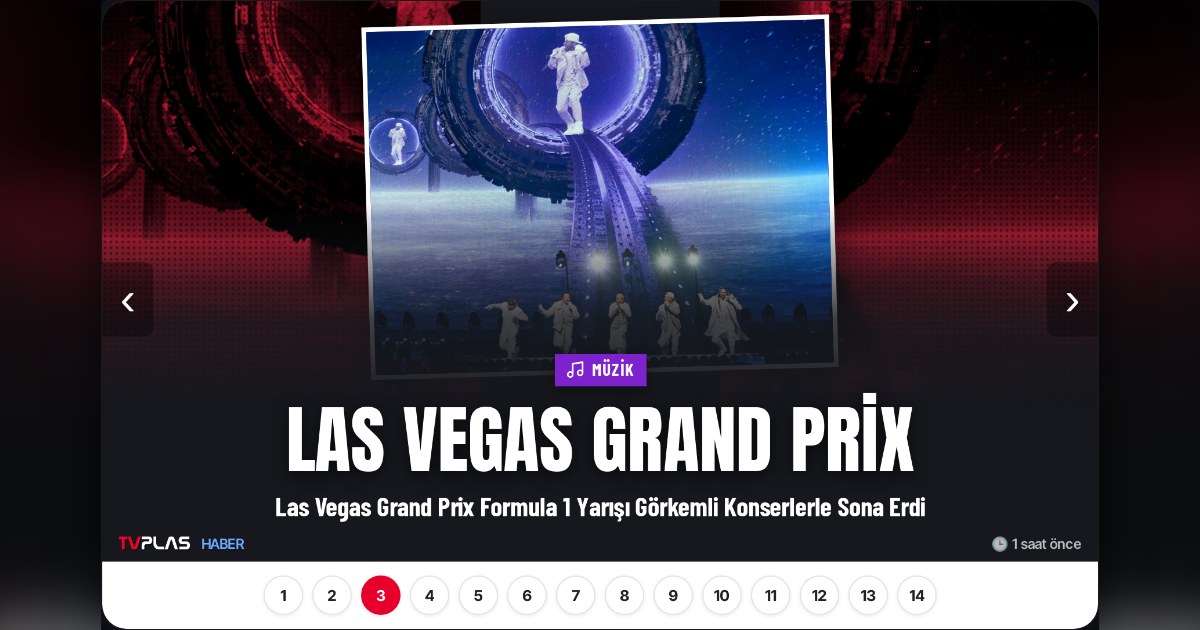 MÜZİK
LAS VEGAS GRAND PRİX
Las Vegas Grand Prix Formula 1 Yarışı Görkemli Konserlerle Sona Erdi
TVPLAS HABER
1 saat önce
1 2 3 4 5 6 7 8 9 10 11 12 13 14